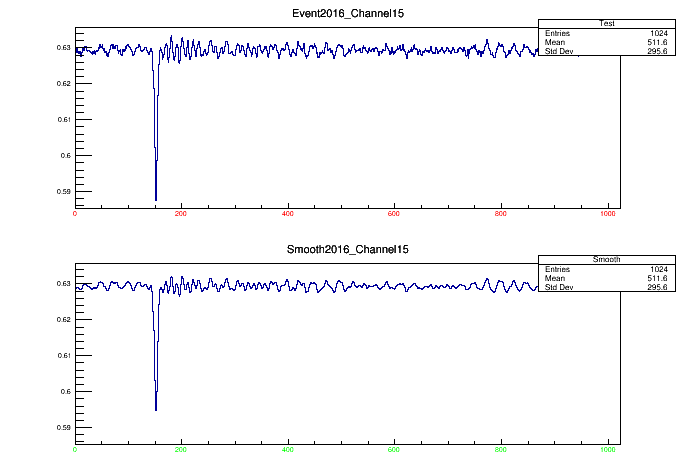 Event2016_Channel15
Test
Entries 1024
Mean 511.6
Std Dev 295.6
0.63
0.62
0.61
0.6
0.59
0 200 400 600 800 1000
Smooth2016_Channel15
Smooth
Entries 1024
Mean 511.6
Std Dev 295.6
0.63
0.62
0.61
0.6
0.59
0 200 400 600 800 1000